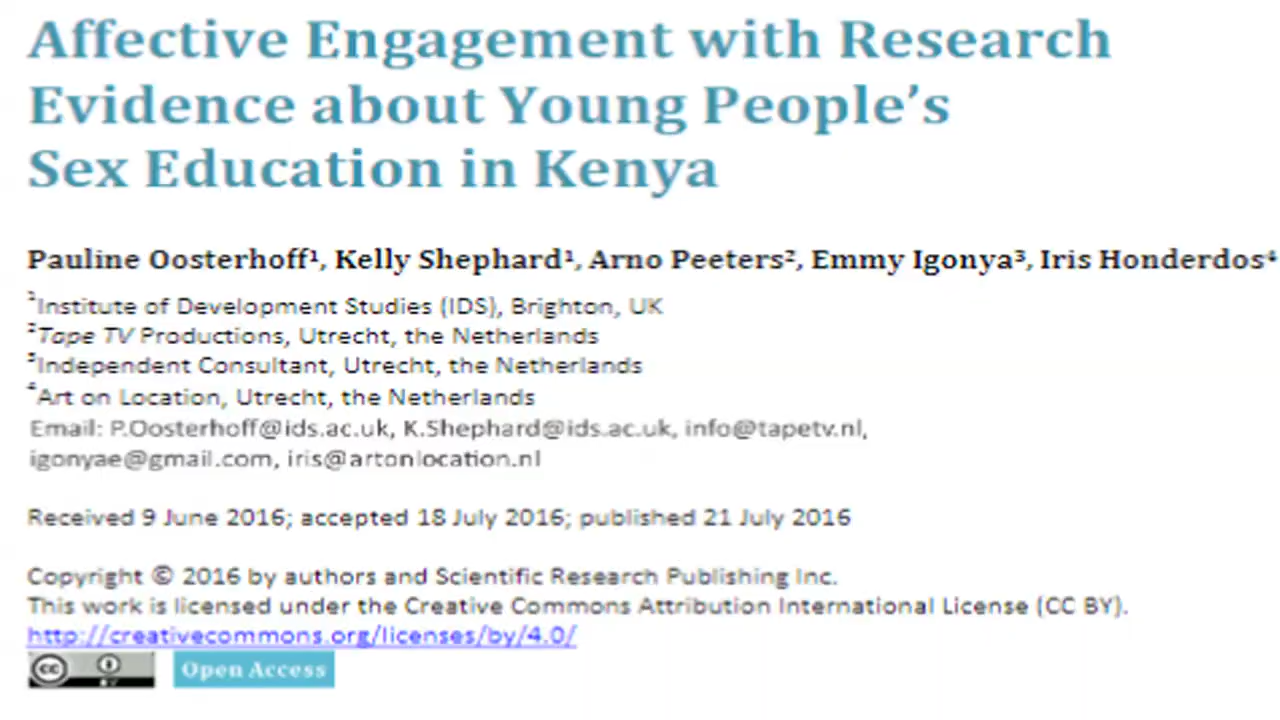 Affective Engagement with Research
Evidence about Young People’s
Sex Education in Kenya
Pauline Oosterhoff¹, Kelly Shephard¹, Arno Peeters², Emmy Igonya³, Iris Honderdos⁴
¹Institute of Development Studies (IDS), Brighton, UK
²Tape TV Productions, Utrecht, the Netherlands
³Independent Consultant, Utrecht, the Netherlands
⁴Art on Location, Utrecht, the Netherlands
Email: P.Oosterhoff@ids.ac.uk, K.Shephard@ids.ac.uk, info@tapetv.nl,
igonyae@gmail.com, iris@artonlocation.nl
Received 9 June 2016; accepted 18 July 2016; published 21 July 2016
Copyright © 2016 by authors and Scientific Research Publishing Inc.
This work is licensed under the Creative Commons Attribution International License (CC BY).
http://creativecommons.org/licenses/by/4.0/
cc Open Access